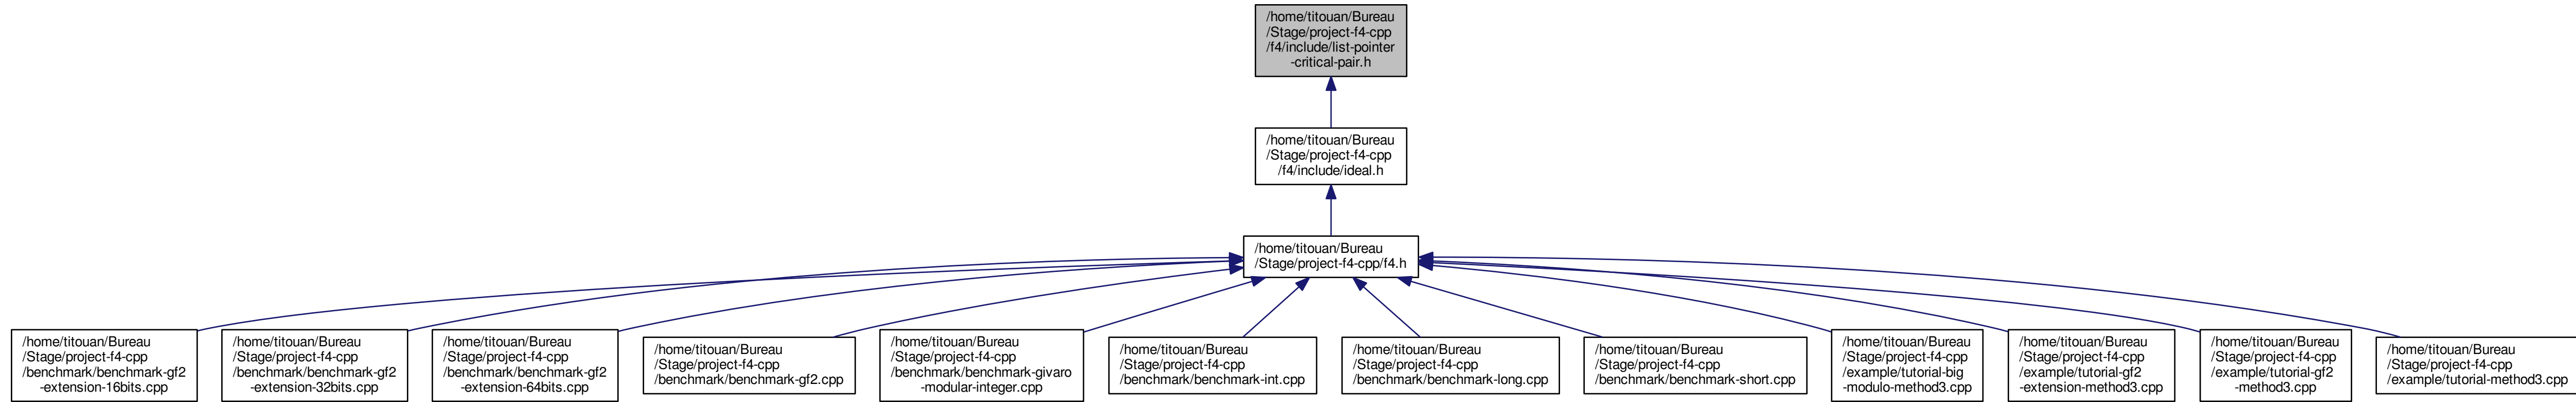 /home/titouan/Bureau
/Stage/project-f4-cpp
/f4/include/list-pointer
-critical-pair.h
/home/titouan/Bureau
/Stage/project-f4-cpp
/f4/include/ideal.h
/home/titouan/Bureau
/Stage/project-f4-cpp/f4.h
/home/titouan/Bureau
/Stage/project-f4-cpp
/benchmark/benchmark-gf2
-extension-16bits.cpp
/home/titouan/Bureau
/Stage/project-f4-cpp
/benchmark/benchmark-gf2
-extension-32bits.cpp
/home/titouan/Bureau
/Stage/project-f4-cpp
/benchmark/benchmark-gf2
-extension-64bits.cpp
/home/titouan/Bureau
/Stage/project-f4-cpp
/benchmark/benchmark-gf2.cpp
/home/titouan/Bureau
/Stage/project-f4-cpp
/benchmark/benchmark-givaro
-modular-integer.cpp
/home/titouan/Bureau
/Stage/project-f4-cpp
/benchmark/benchmark-int.cpp
/home/titouan/Bureau
/Stage/project-f4-cpp
/benchmark/benchmark-long.cpp
/home/titouan/Bureau
/Stage/project-f4-cpp
/benchmark/benchmark-short.cpp
/home/titouan/Bureau
/Stage/project-f4-cpp
/example/tutorial-big
-modulo-method3.cpp
/home/titouan/Bureau
/Stage/project-f4-cpp
/example/tutorial-gf2
-extension-method3.cpp
/home/titouan/Bureau
/Stage/project-f4-cpp
/example/tutorial-gf2
-method3.cpp
/home/titouan/Bureau
/Stage/project-f4-cpp
/example/tutorial-method3.cpp